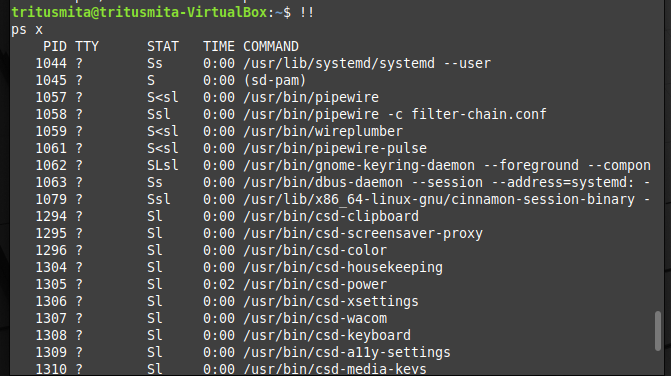 tritusmita@tritusmita-VirtualBox:~$ !!
ps x
PID TTY STAT TIME COMMAND
1044 ? Ss 0:00 /usr/lib/systemd/systemd --user
1045 ? S 0:00 (sd-pam)
1057 ? S<sl 0:00 /usr/bin/pipewire
1058 ? Ssl 0:00 /usr/bin/pipewire -c filter-chain.conf
1059 ? S<sl 0:00 /usr/bin/wireplumber
1061 ? S<sl 0:00 /usr/bin/pipewire-pulse
1062 ? SLsl 0:00 /usr/bin/gnome-keyring-daemon --foreground --compon
1063 ? Ss 0:00 /usr/bin/dbus-daemon --session --address=systemd: -
1079 ? Ssl 0:00 /usr/lib/x86_64-linux-gnu/cinnamon-session-binary -
1294 ? Sl 0:00 /usr/bin/csd-clipboard
1295 ? Sl 0:00 /usr/bin/csd-screensaver-proxy
1296 ? Sl 0:00 /usr/bin/csd-color
1304 ? Sl 0:00 /usr/bin/csd-housekeeping
1305 ? Sl 0:02 /usr/bin/csd-power
1306 ? Sl 0:00 /usr/bin/csd-xsettings
1307 ? Sl 0:00 /usr/bin/csd-wacom
1308 ? Sl 0:00 /usr/bin/csd-keyboard
1309 ? Sl 0:00 /usr/bin/csd-a11y-settings
1310 ? Sl 0:00 /usr/bin/csd-media-keys